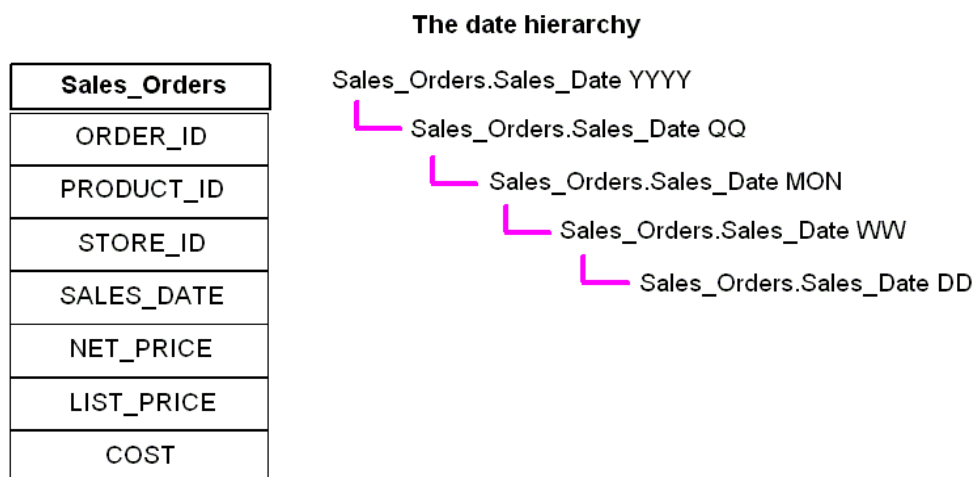 The date hierarchy
Sales_Orders
ORDER_ID
PRODUCT_ID
STORE_ID
SALES_DATE
NET_PRICE
LIST_PRICE
COST
Sales_Orders.Sales_Date YYYY
Sales_Orders.Sales_Date QQ
Sales_Orders.Sales_Date MON
Sales_Orders.Sales_Date WW
Sales_Orders.Sales_Date DD